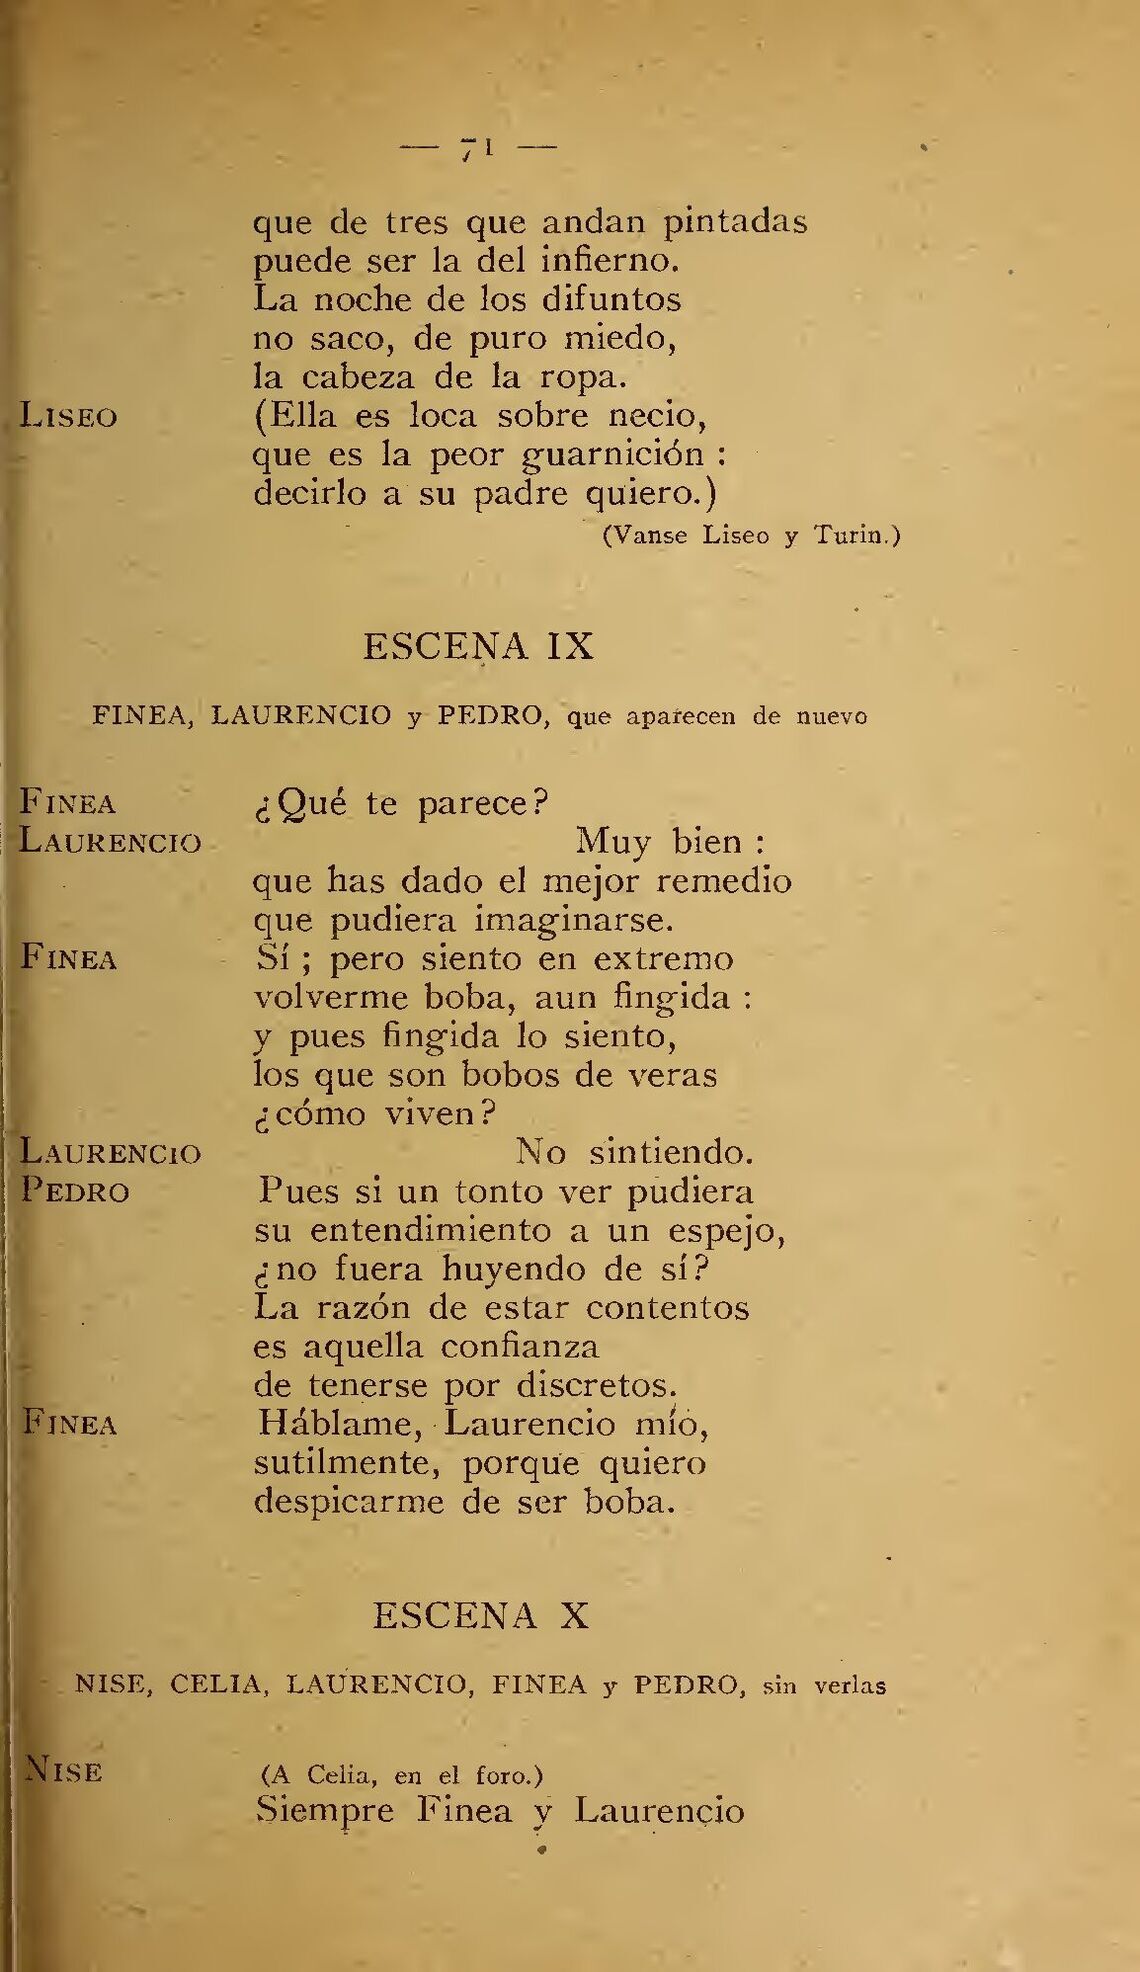 — 71 —
que de tres que andan pintadas
puede ser la del infierno.
La noche de los difuntos
no saco, de puro miedo,
la cabeza de la ropa.
LISEO (Ella es loca sobre necio,
que es la peor guarnición :
decirlo a su padre quiero.)
(Vanse Liseo y Turin.)
ESCENA IX
FINEA, LAURENCIO y PEDRO, que aparecen de nuevo
FINEA ¿Qué te parece?
LAURENCIO Muy bien :
que has dado el mejor remedio
que pudiera imaginarse.
FINEA Sí ; pero siento en extremo
volverme boba, aun fingida :
y pues fingida lo siento,
los que son bobos de veras
¿cómo viven?
LAURENCIO No sintiendo.
PEDRO Pues si un tonto ver pudiera
su entendimiento a un espejo,
¿no fuera huyendo de sí?
La razón de estar contentos
es aquella confianza
de tenerse por discretos.
FINEA Háblame, Laurencio mío,
sutilmente, porque quiero
despicarme de ser boba.
ESCENA X
NISE, CELIA, LAURENCIO, FINEA y PEDRO, sin verlas
NISE (A Celia, en el foro.)
Siempre Finea y Laurencio